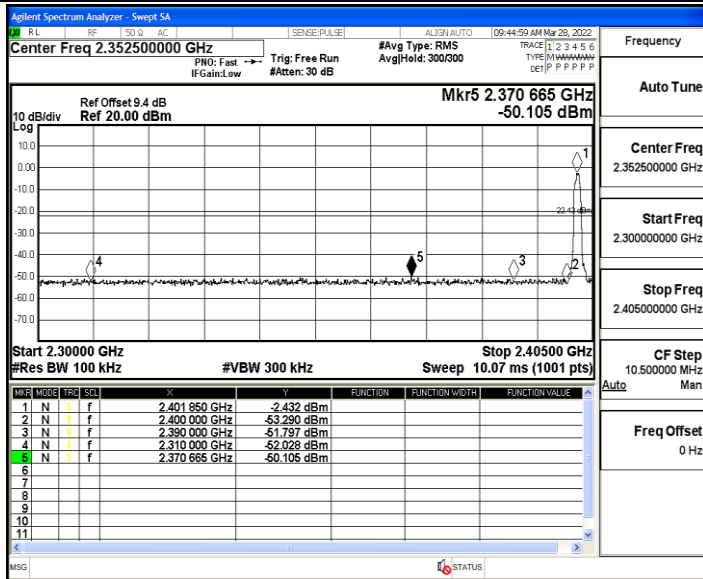 Agilent Spectrum Analyzer - Swept SA
RL RF 50 Ω AC SENSE:PULSE ALIGN AUTO 09:44:59 AM Mar 28, 2022
Center Freq 2.352500000 GHz
PNO: Fast
IFGain:Low
Trig: Free Run
#Atten: 30 dB
#Avg Type: RMS
Avg|Hold: 300/300
TRACE 1 2 3 4 5 6
TYPE M
DET P P P P P P
Mkr5 2.370 665 GHz
-50.105 dBm
Ref Offset 9.4 dB
10 dB/div Ref 20.00 dBm
Log
10.0
0.00
-10.0
-20.0
-30.0
-40.0
-50.0
-60.0
-70.0
1
4
5
3
2
Start 2.30000 GHz Stop 2.40500 GHz
#Res BW 100 kHz #VBW 300 kHz Sweep 10.07 ms (1001 pts)
MKR MODE TRC SCL X Y FUNCTION FUNCTION WIDTH FUNCTION VALUE
1 N 1 f 2.401 850 GHz -2.432 dBm
2 N 1 f 2.400 000 GHz -53.290 dBm
3 N 1 f 2.390 000 GHz -51.797 dBm
4 N 1 f 2.310 000 GHz -52.028 dBm
5 N 1 f 2.370 665 GHz -50.105 dBm
6
7
8
9
10
11
MSG STATUS
Frequency
Auto Tune
Center Freq
2.352500000 GHz
Start Freq
2.300000000 GHz
Stop Freq
2.405000000 GHz
CF Step
10.500000 MHz
Auto Man
Freq Offset
0 Hz